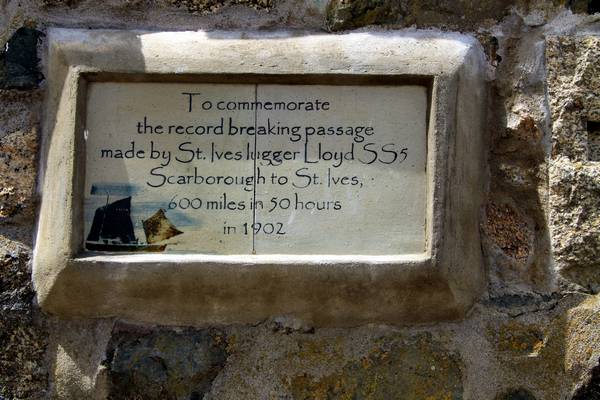 To commemorate
the record breaking passage
made by St. Ives lugger Lloyd SS5
Scarborough to St. Ives,
600 miles in 50 hours
in 1902